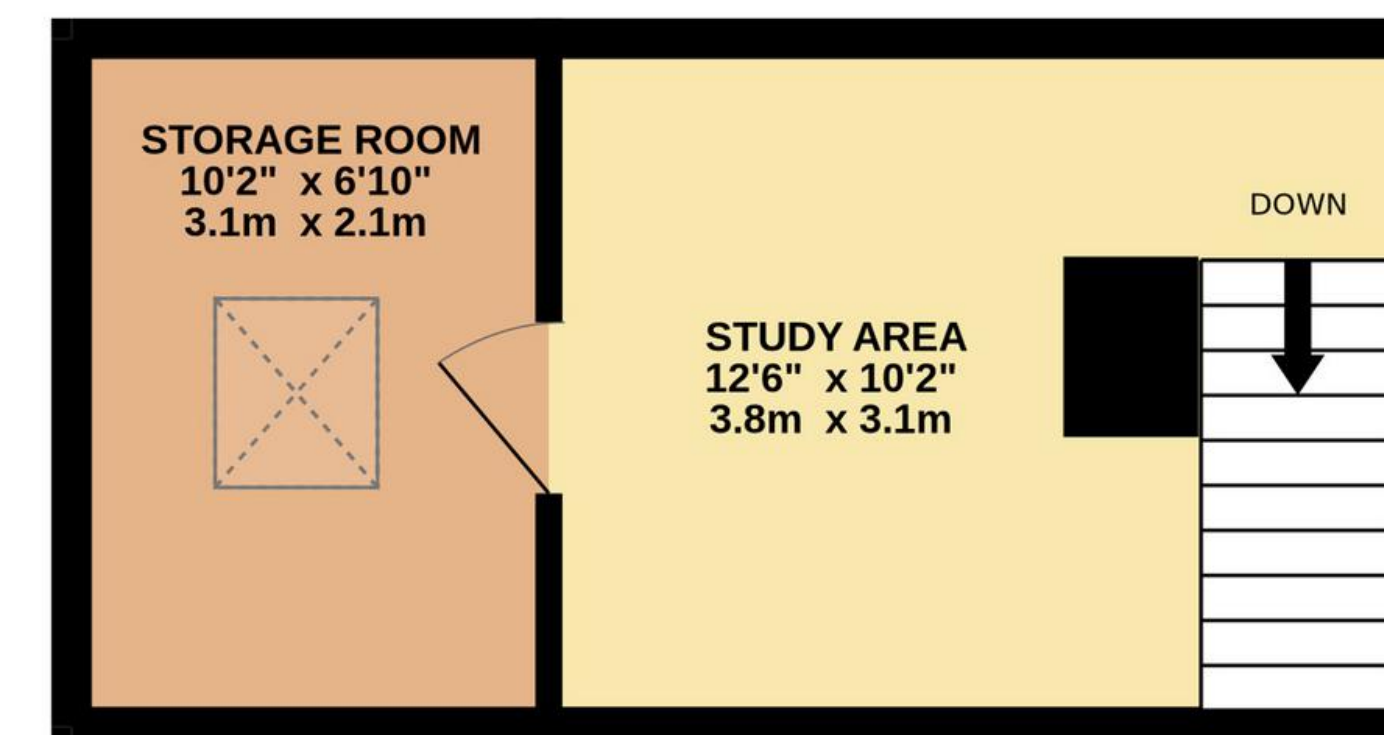 STORAGE ROOM
10'2" x 6'10"
3.1m x 2.1m
DOWN
STUDY AREA
12'6" x 10'2"
3.8m x 3.1m